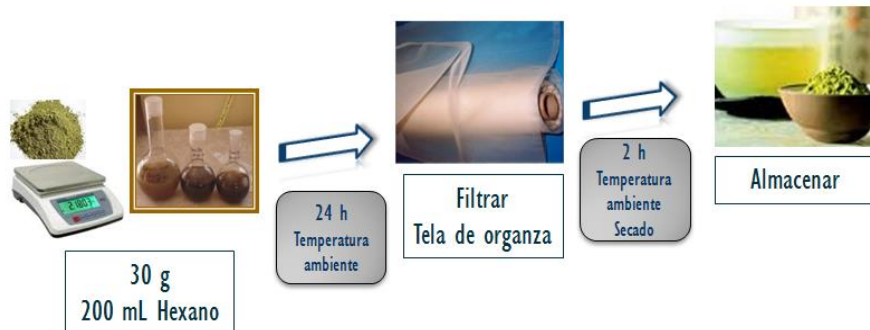 30 g
200 mL Hexano
24 h
Temperatura
ambiente
Filtrar
Tela de organza
2 h
Temperatura
ambiente
Secado
Almacenar